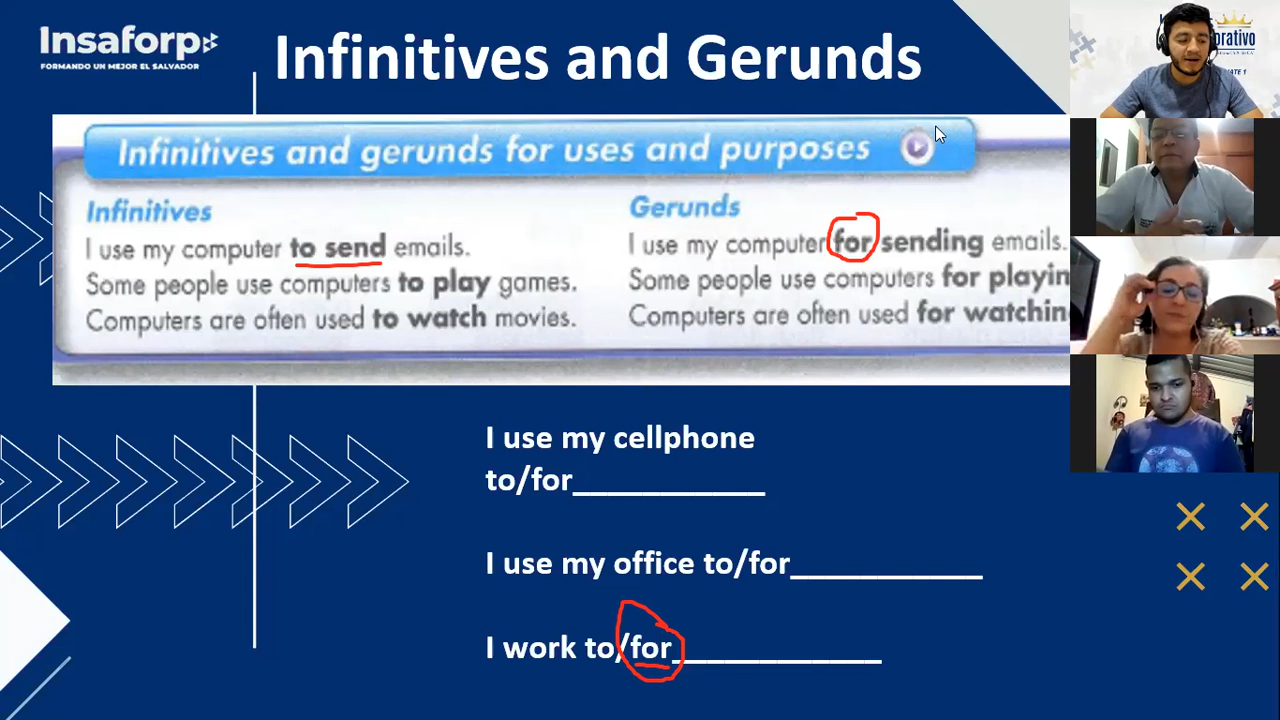 Insaforp
FORMANDO UN MEJOR EL SALVADOR
Infinitives and Gerunds
Infinitives and gerunds for uses and purposes
Infinitives
I use my computer to send emails.
Some people use computers to play games.
Computers are often used to watch movies.
Gerunds
I use my computer for sending emails.
Some people use computers for playin
Computers are often used for watchin
I use my cellphone
to/for____________
I use my office to/for____________
I work to/for_____________
orativo